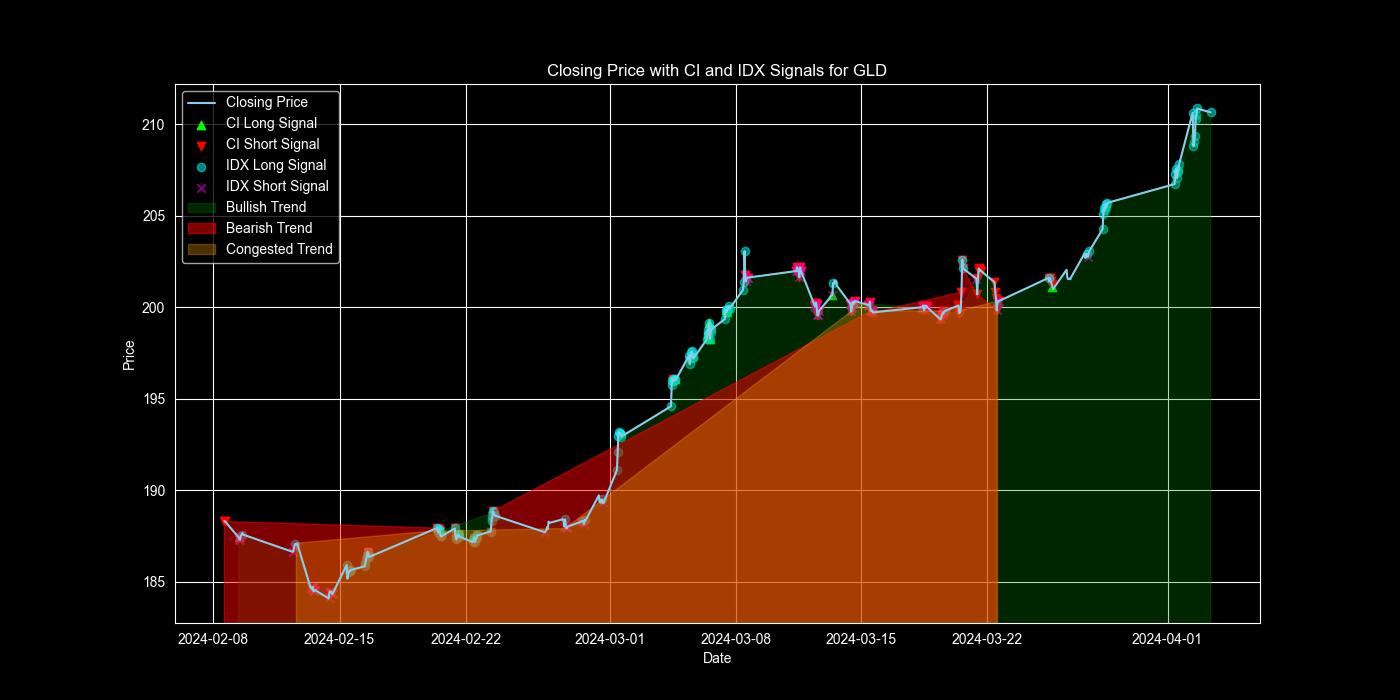 Closing Price with CI and IDX Signals for GLD
Closing Price
CI Long Signal
CI Short Signal
IDX Long Signal
IDX Short Signal
Bullish Trend
Bearish Trend
Congested Trend
Price
210
205
200
195
190
185
2024-02-08 2024-02-15 2024-02-22 2024-03-01 2024-03-08 2024-03-15 2024-03-22 2024-04-01
Date